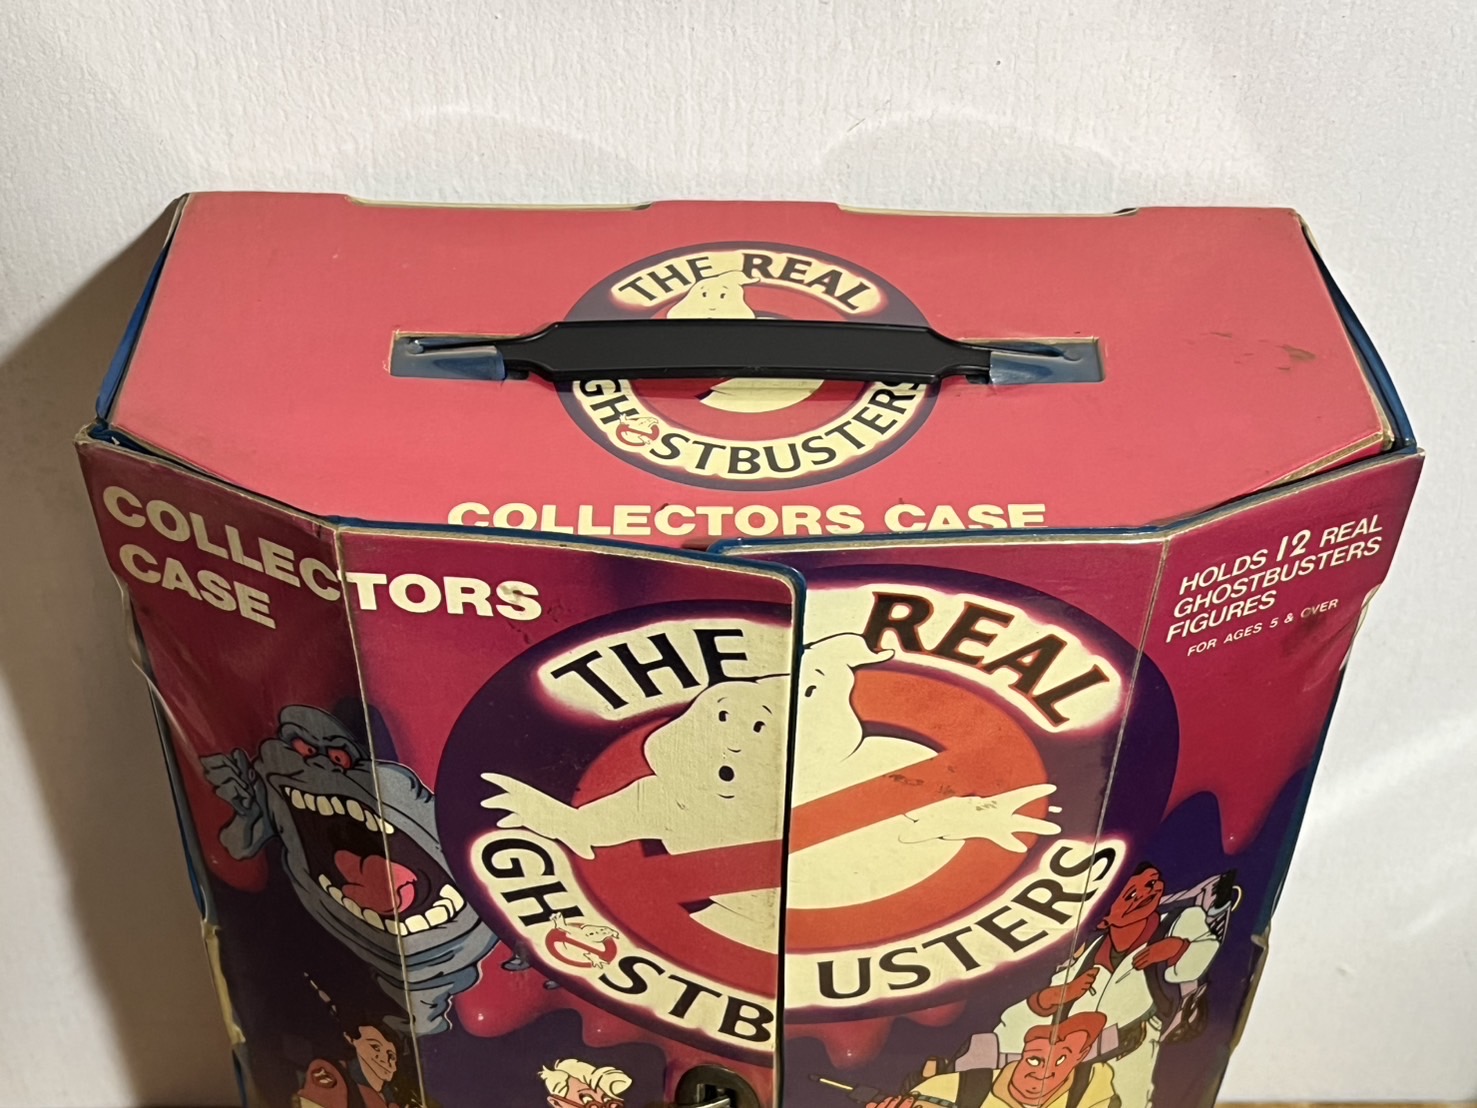 THE REAL
GHOSTBUSTERS
COLLECTORS CASE
COLLECTORS
CASE
HOLDS 12 REAL
GHOSTBUSTERS
FIGURES
FOR AGES 5 & OVER
THE REAL
GHOSTBUSTERS